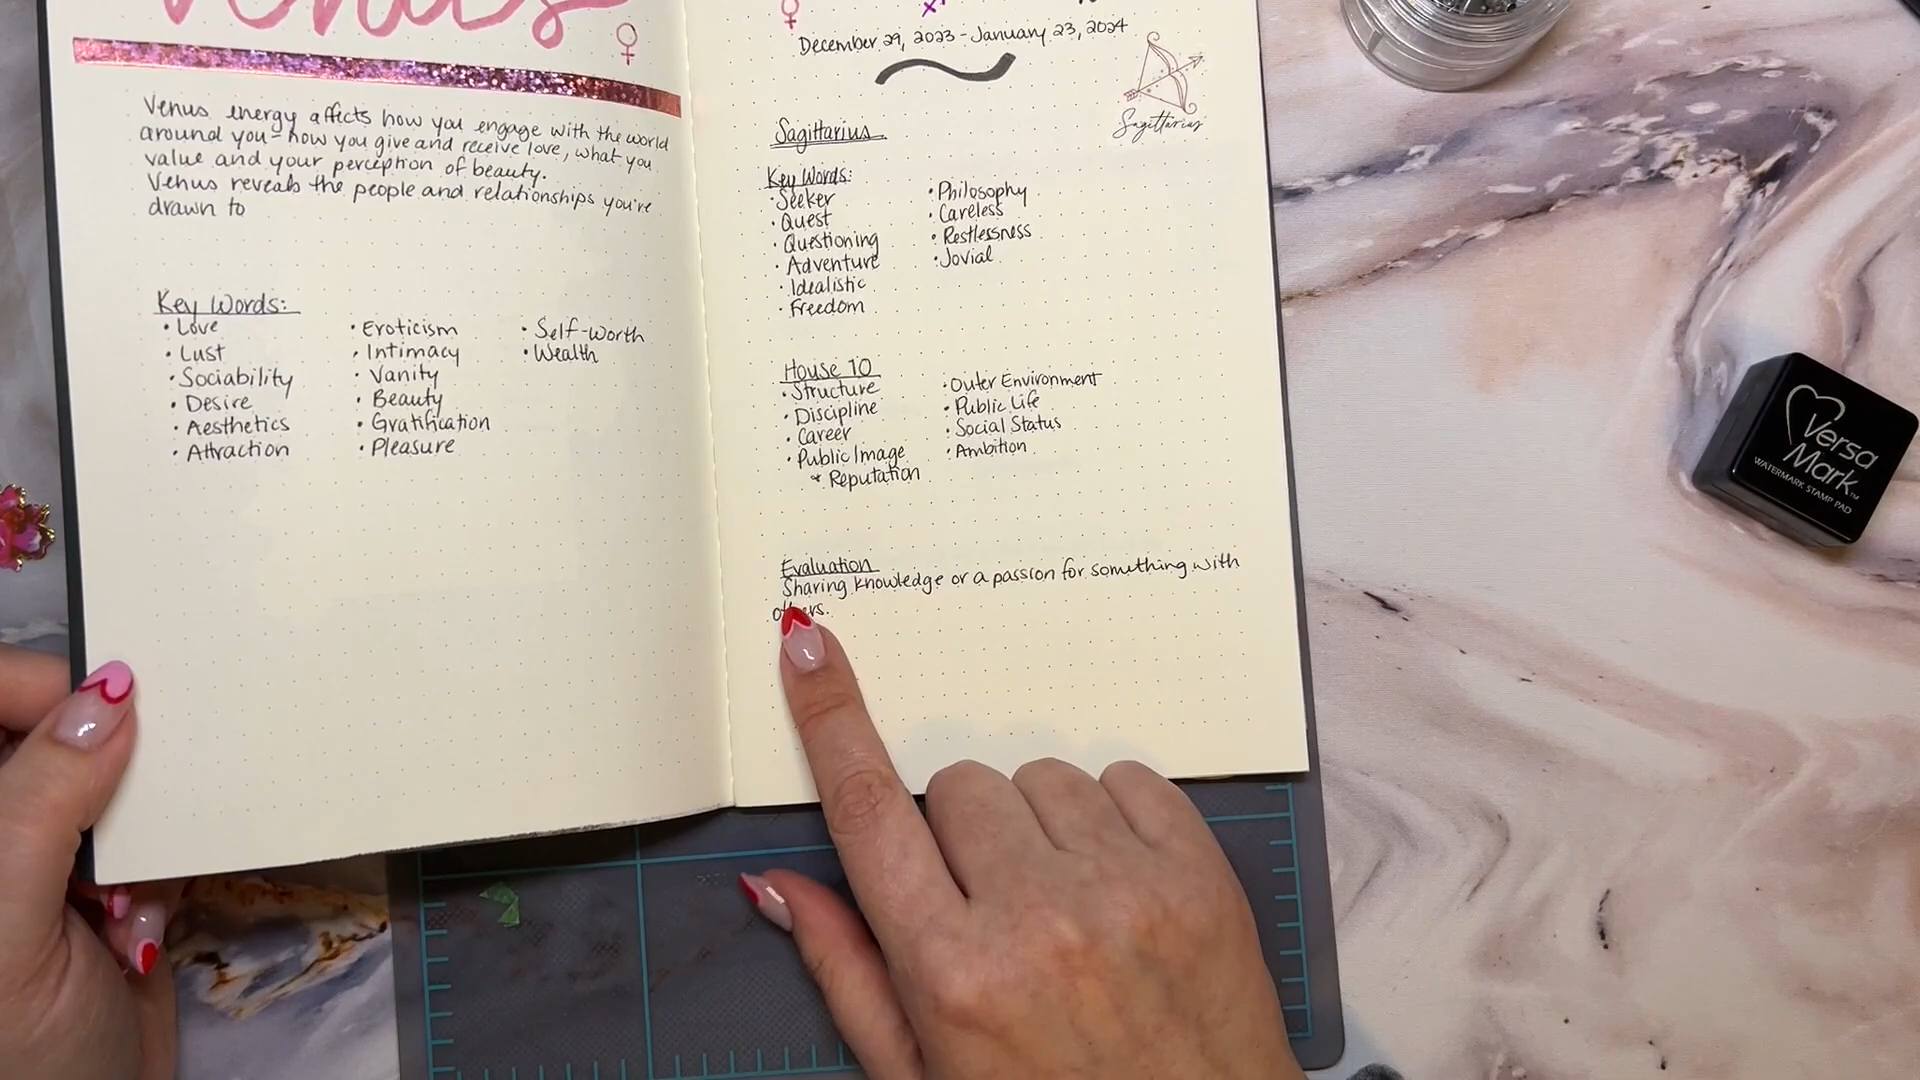 Venus
Venus energy affects how you engage with the world
around you - how you give and receive love, what you
value and your perception of beauty.
Venus reveals the people and relationships you're
drawn to
Key Words:
• Love
• Lust
• Sociability
• Desire
• Aesthetics
• Attraction
• Eroticism
• Intimacy
• Vanity
• Beauty
• Gratification
• Pleasure
• Self-Worth
• Wealth
December 29, 2023 - January 23, 2024
Sagittarius
Sagittarius
Key Words:
• Seeker
• Quest
• Questioning
• Adventure
• Idealistic
• Freedom
• Philosophy
• Careless
• Restlessness
• Jovial
House 10
• Structure
• Discipline
• Career
• Public Image
* Reputation
• Outer Environment
• Public Life
• Social Status
• Ambition
Evaluation
Sharing knowledge or a passion for something with
others.
Versa
Mark™
WATERMARK STAMP PAD